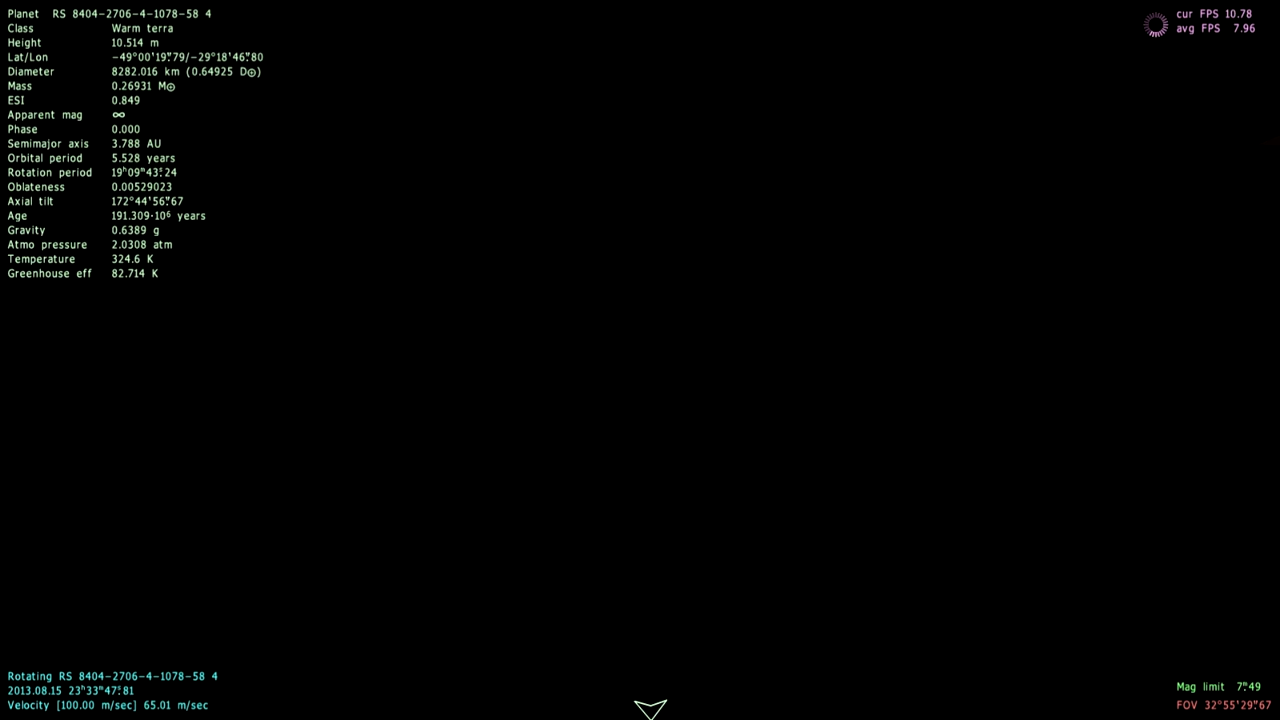 Planet RS 8404-2706-4-1078-58 4
Class Warm terra
Height 10.514 m
Lat/Lon -49°00'19".79/-29°18'46".80
Diameter 8282.016 km (0.64925 D⊕)
Mass 0.26931 M⊕
ESI 0.849
Apparent mag ∞
Phase 0.000
Semimajor axis 3.788 AU
Orbital period 5.528 years
Rotation period 19ʰ09ᵐ43ˢ.24
Oblateness 0.00529023
Axial tilt 172°44'56".67
Age 191.309·10⁶ years
Gravity 0.6389 g
Atmo pressure 2.0308 atm
Temperature 324.6 K
Greenhouse eff 82.714 K
cur FPS 10.78
avg FPS 7.96
Rotating RS 8404-2706-4-1078-58 4
2013.08.15 23ʰ33ᵐ47ˢ.81
Velocity [100.00 m/sec] 65.01 m/sec
Mag limit 7ᵐ.49
FOV 32°55'29".67